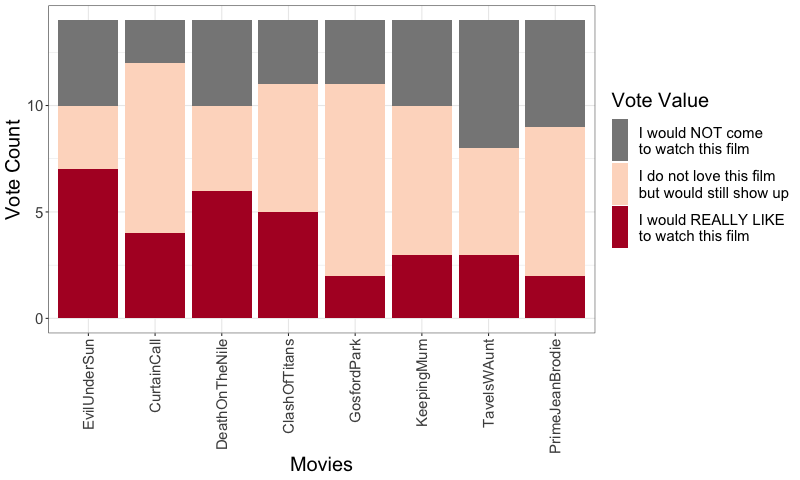 Vote Count
10
5
0
EvilUnderSun
CurtainCall
DeathOnTheNile
ClashOfTitans
GosfordPark
KeepingMum
TavelsWAunt
PrimeJeanBrodie
Movies
Vote Value
I would NOT come
to watch this film
I do not love this film
but would still show up
I would REALLY LIKE
to watch this film